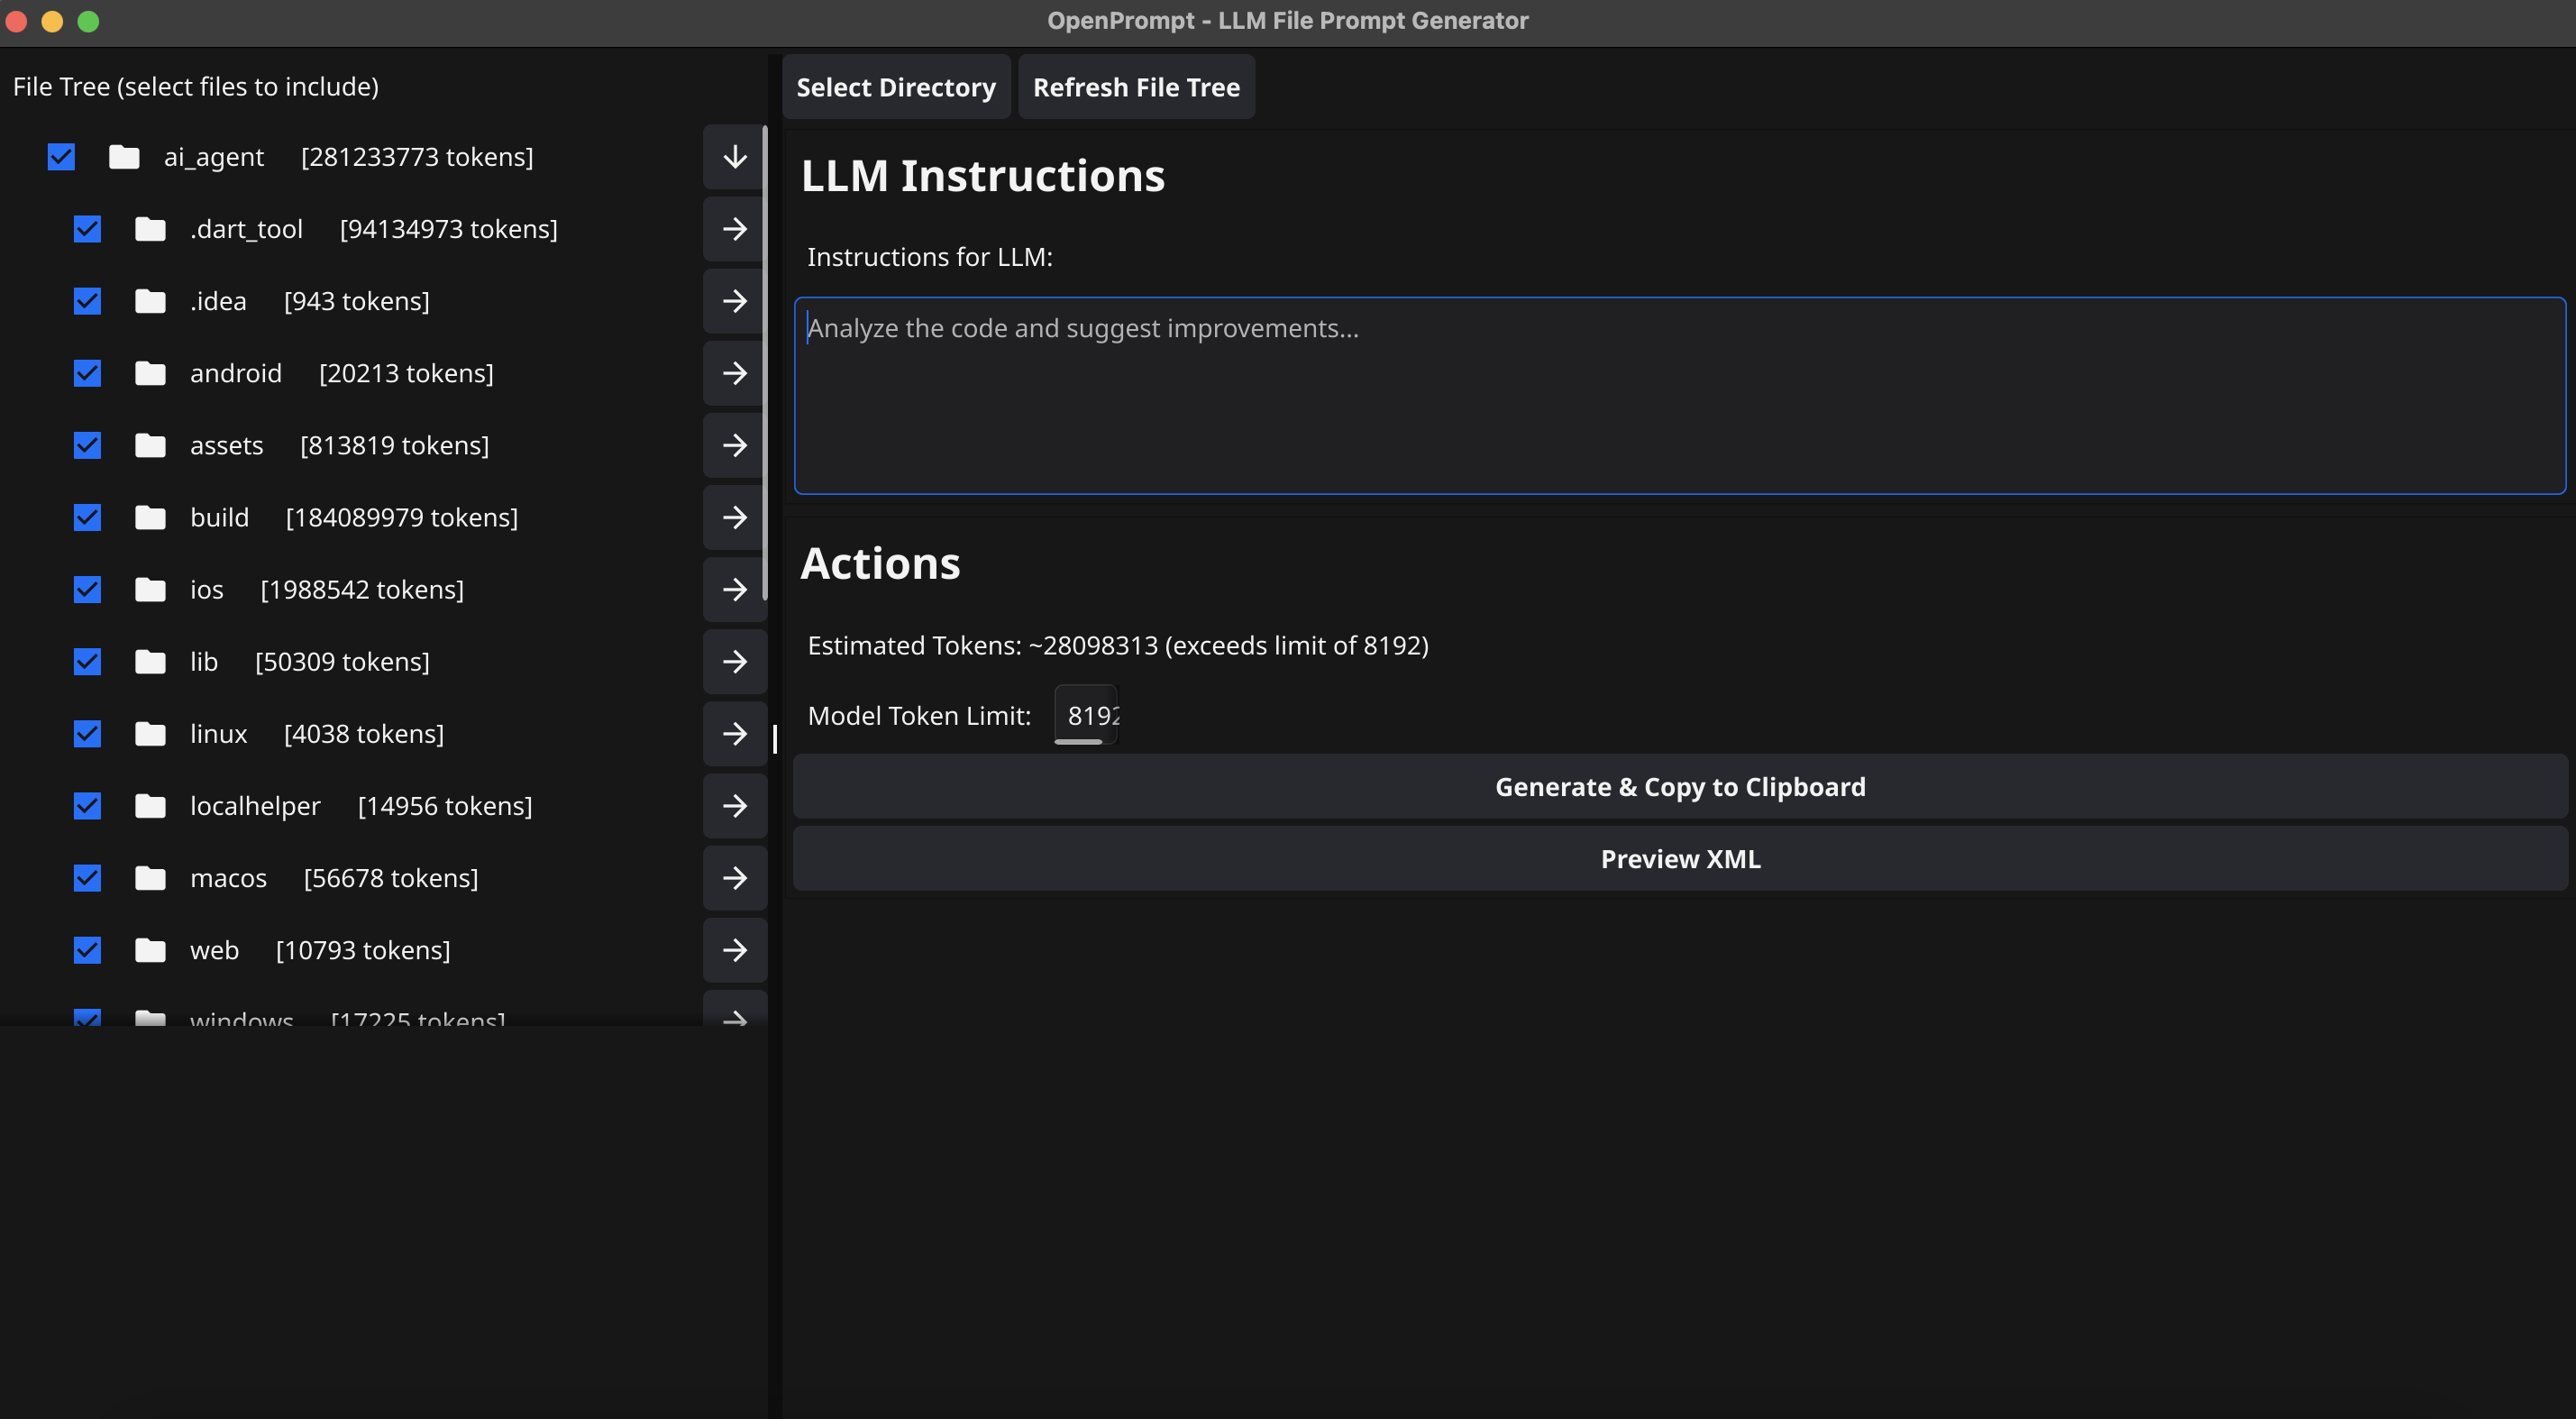 OpenPrompt - LLM File Prompt Generator
File Tree (select files to include)
ai_agent [281233773 tokens]
.dart_tool [94134973 tokens]
.idea [943 tokens]
android [20213 tokens]
assets [813819 tokens]
build [184089979 tokens]
ios [1988542 tokens]
lib [50309 tokens]
linux [4038 tokens]
localhelper [14956 tokens]
macos [56678 tokens]
web [10793 tokens]
windows [17225 tokens]
Select Directory Refresh File Tree
LLM Instructions
Instructions for LLM:
Analyze the code and suggest improvements...
Actions
Estimated Tokens: ~28098313 (exceeds limit of 8192)
Model Token Limit: 8192
Generate & Copy to Clipboard
Preview XML